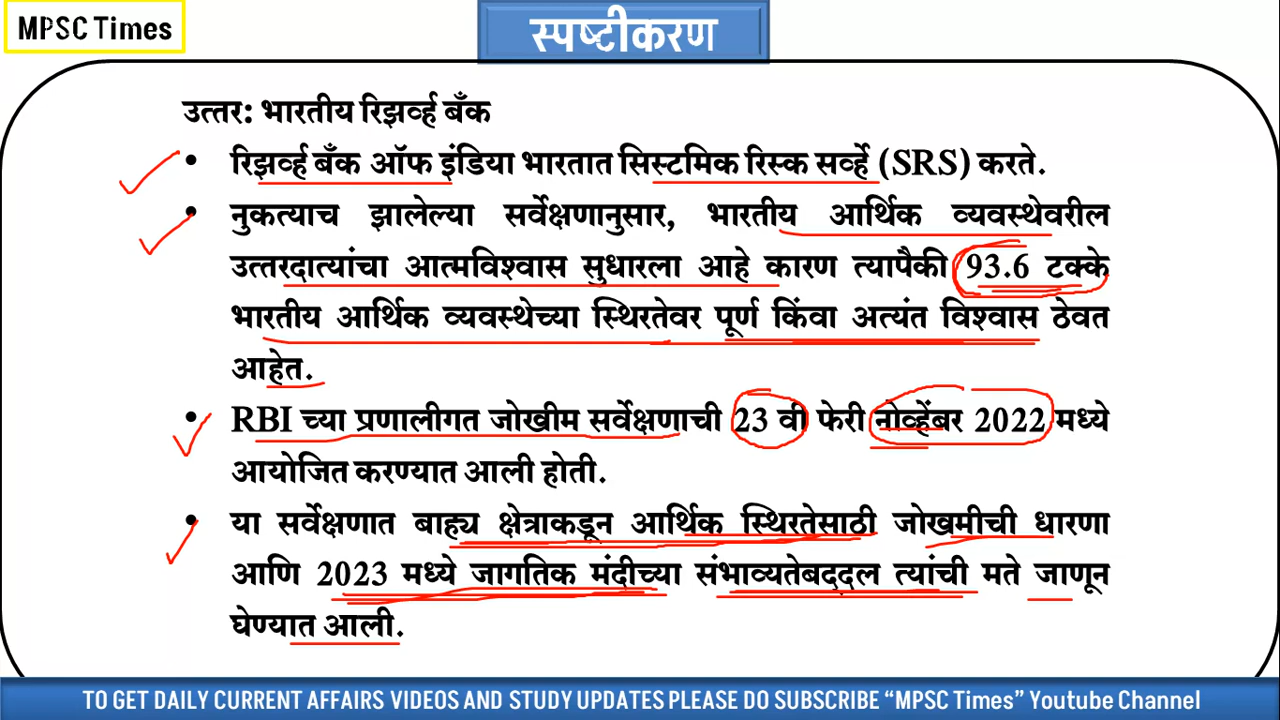 MPSC Times
स्पष्टीकरण
उत्तर: भारतीय रिझर्व्ह बँक
• रिझर्व्ह बँक ऑफ इंडिया भारतात सिस्टमिक रिस्क सर्व्हे (SRS) करते.
• नुकत्याच झालेल्या सर्वेक्षणानुसार, भारतीय आर्थिक व्यवस्थेवरील
उत्तरदात्यांचा आत्मविश्वास सुधारला आहे कारण त्यापैकी 93.6 टक्के
भारतीय आर्थिक व्यवस्थेच्या स्थिरतेवर पूर्ण किंवा अत्यंत विश्वास ठेवत
आहेत.
• RBI च्या प्रणालीगत जोखीम सर्वेक्षणाची 23 वी फेरी नोव्हेंबर 2022 मध्ये
आयोजित करण्यात आली होती.
• या सर्वेक्षणात बाह्य क्षेत्राकडून आर्थिक स्थिरतेसाठी जोखमीची धारणा
आणि 2023 मध्ये जागतिक मंदीच्या संभाव्यतेबद्दल त्यांची मते जाणून
घेण्यात आली.
TO GET DAILY CURRENT AFFAIRS VIDEOS AND STUDY UPDATES PLEASE DO SUBSCRIBE “MPSC Times” Youtube Channel